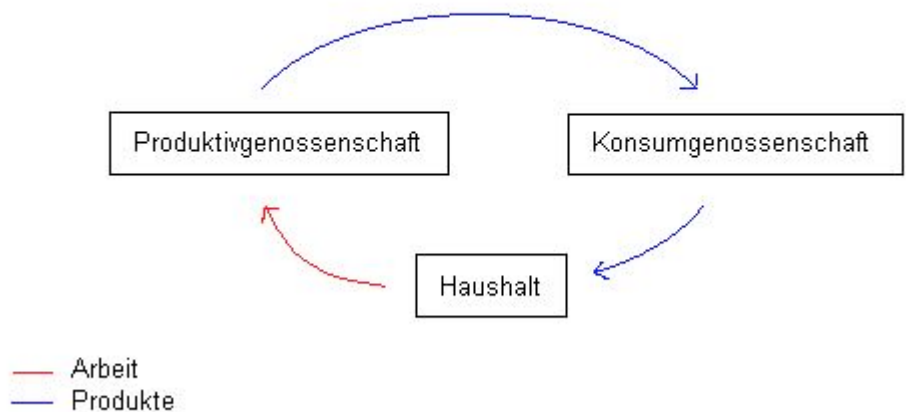 Produktivgenossenschaft
Konsumgenossenschaft
Haushalt
Arbeit
Produkte